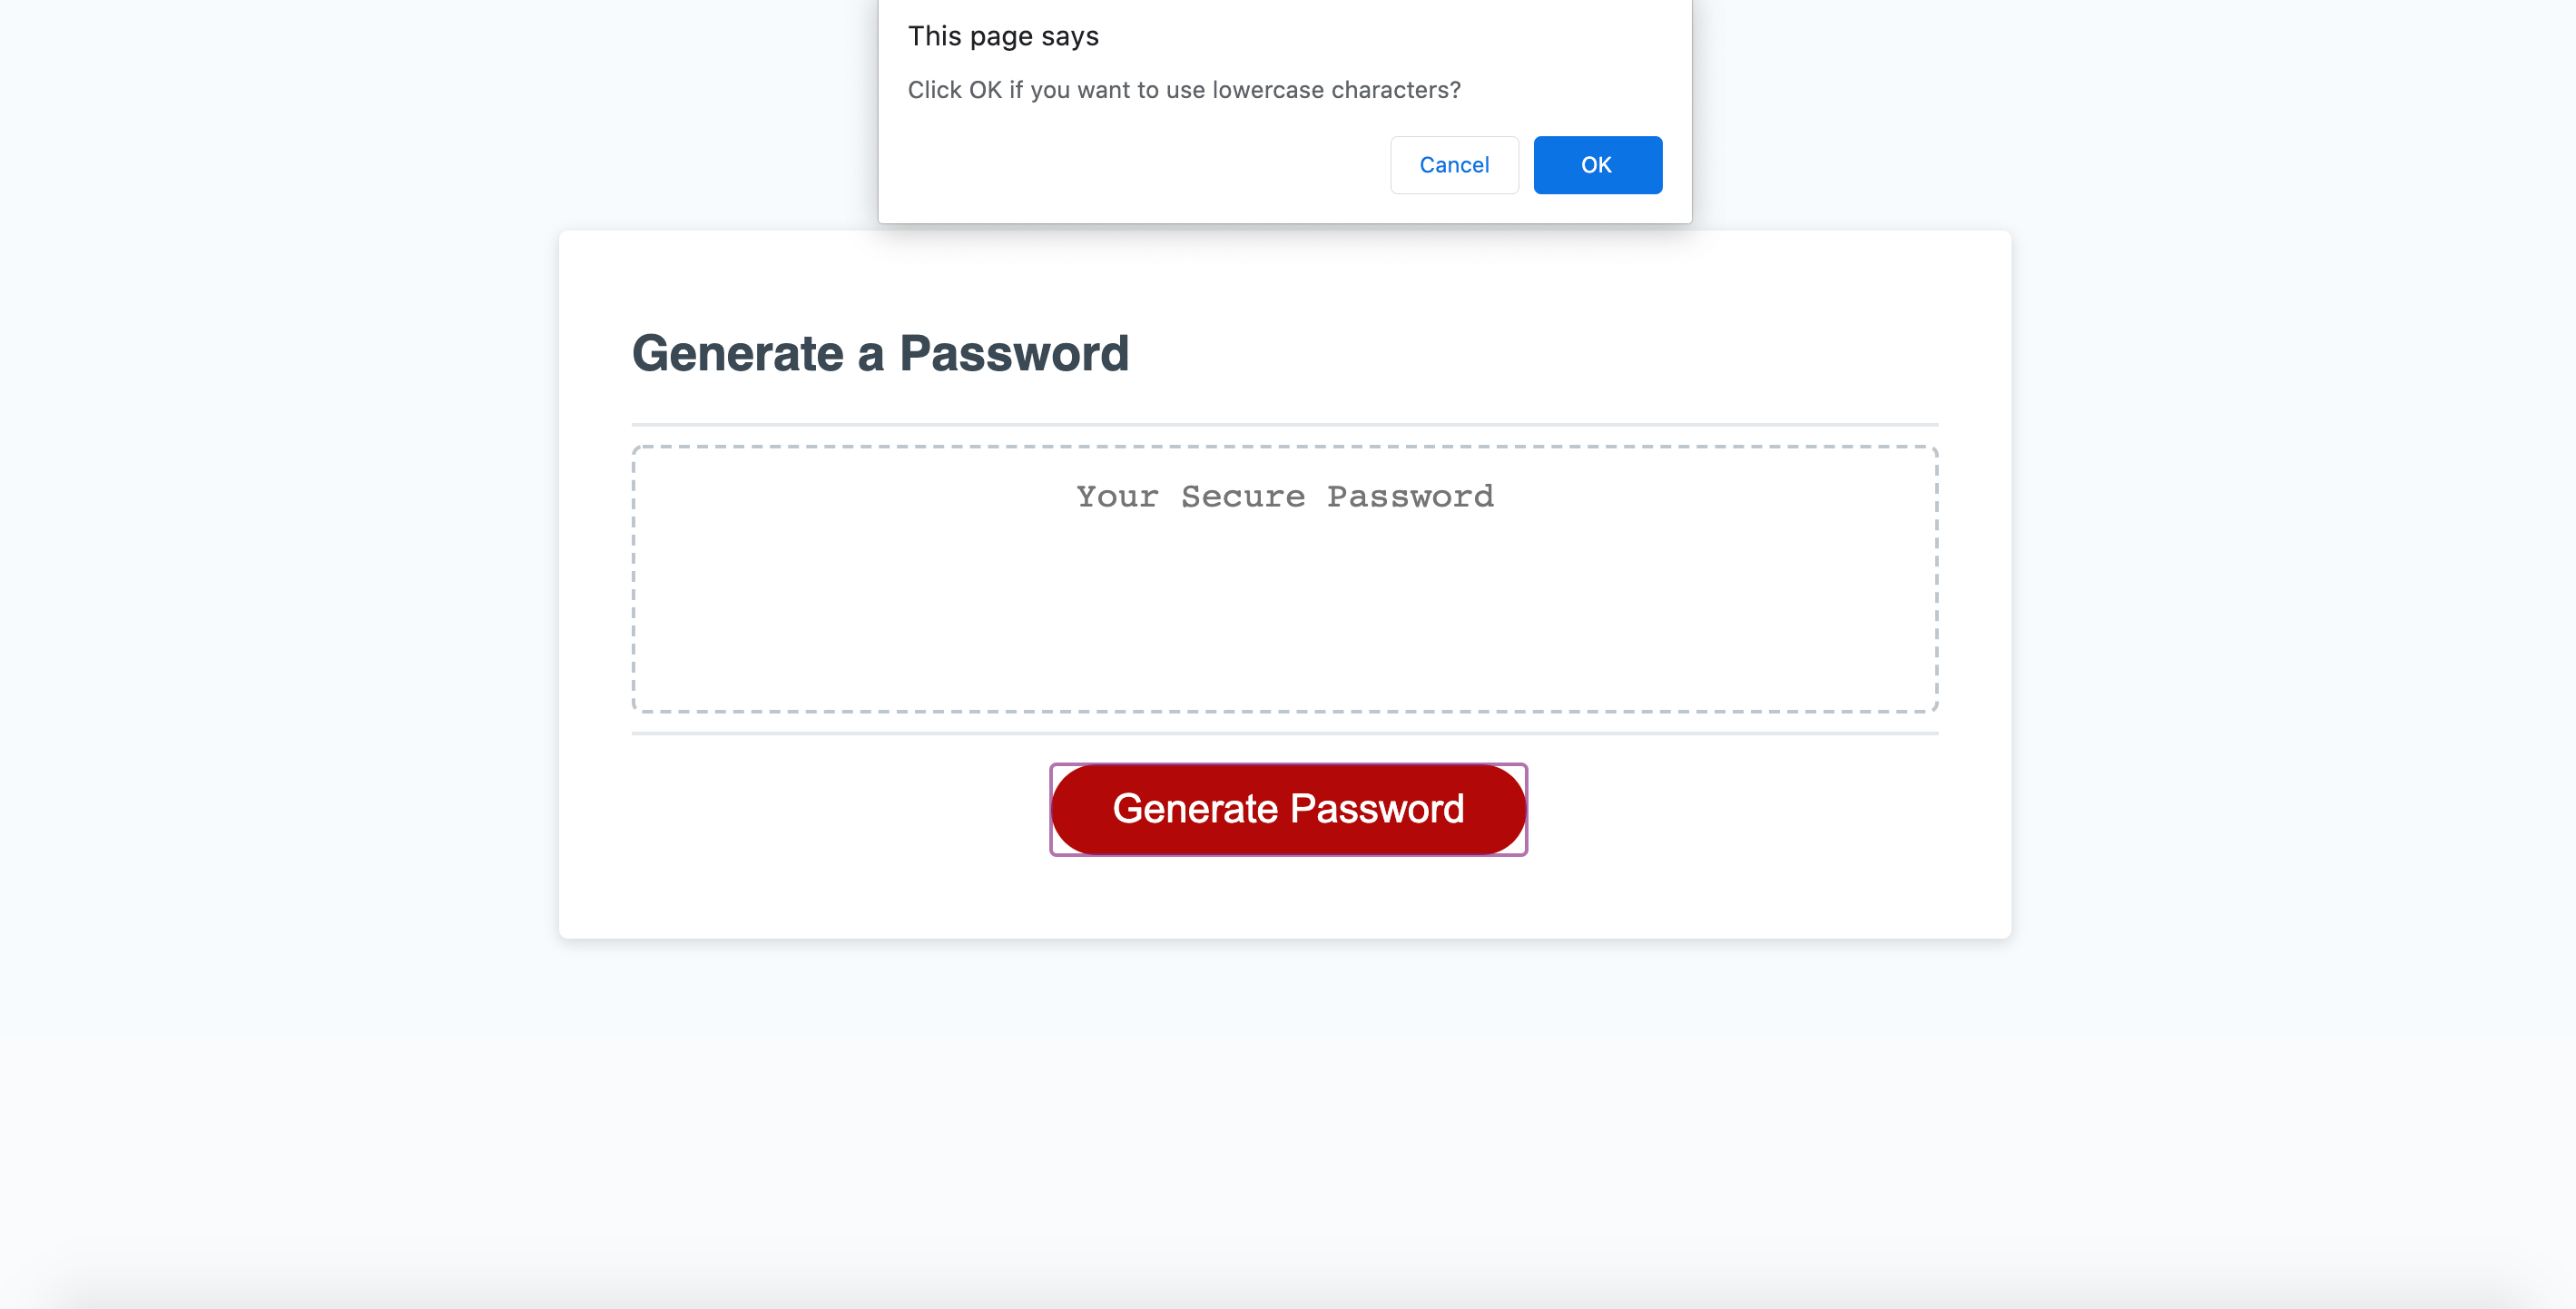 This page says
Click OK if you want to use lowercase characters?
Cancel
OK
Generate a Password
Your Secure Password
Generate Password